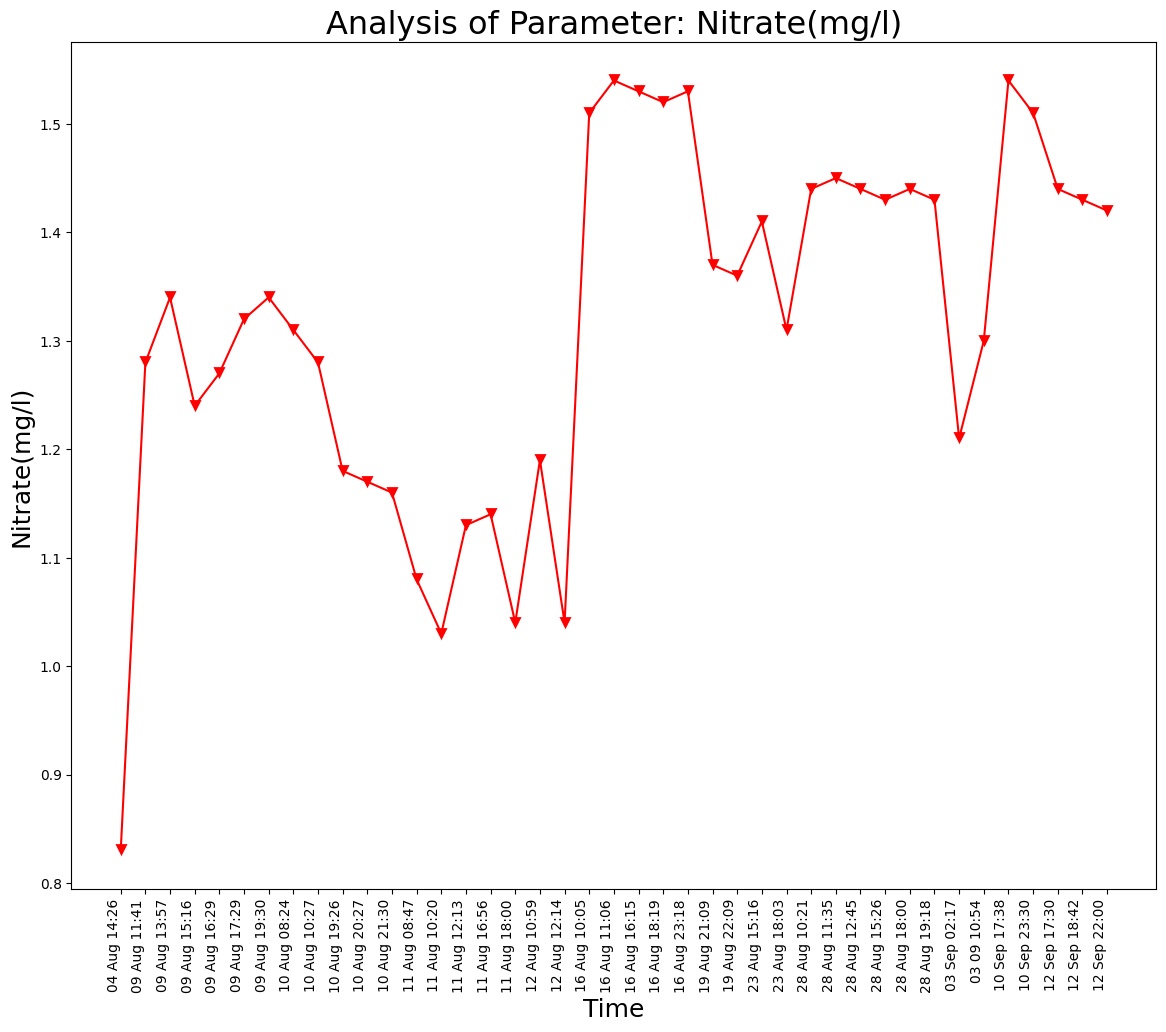 Analysis of Parameter: Nitrate(mg/l)
Nitrate(mg/l)
1.5
1.4
1.3
1.2
1.1
1.0
0.9
0.8
04 Aug 14:26
09 Aug 11:41
09 Aug 13:57
09 Aug 15:16
09 Aug 16:29
09 Aug 17:29
09 Aug 19:30
10 Aug 08:24
10 Aug 10:27
10 Aug 19:26
10 Aug 20:27
10 Aug 21:30
11 Aug 08:47
11 Aug 10:20
11 Aug 12:13
11 Aug 16:56
11 Aug 18:00
12 Aug 10:59
12 Aug 12:14
16 Aug 10:05
16 Aug 11:06
16 Aug 16:15
16 Aug 18:19
16 Aug 23:18
19 Aug 21:09
19 Aug 22:09
23 Aug 15:16
23 Aug 18:03
28 Aug 10:21
28 Aug 11:35
28 Aug 12:45
28 Aug 15:26
28 Aug 18:00
28 Aug 19:18
03 Sep 02:17
03 09 10:54
10 Sep 17:38
10 Sep 23:30
12 Sep 17:30
12 Sep 18:42
12 Sep 22:00
Time